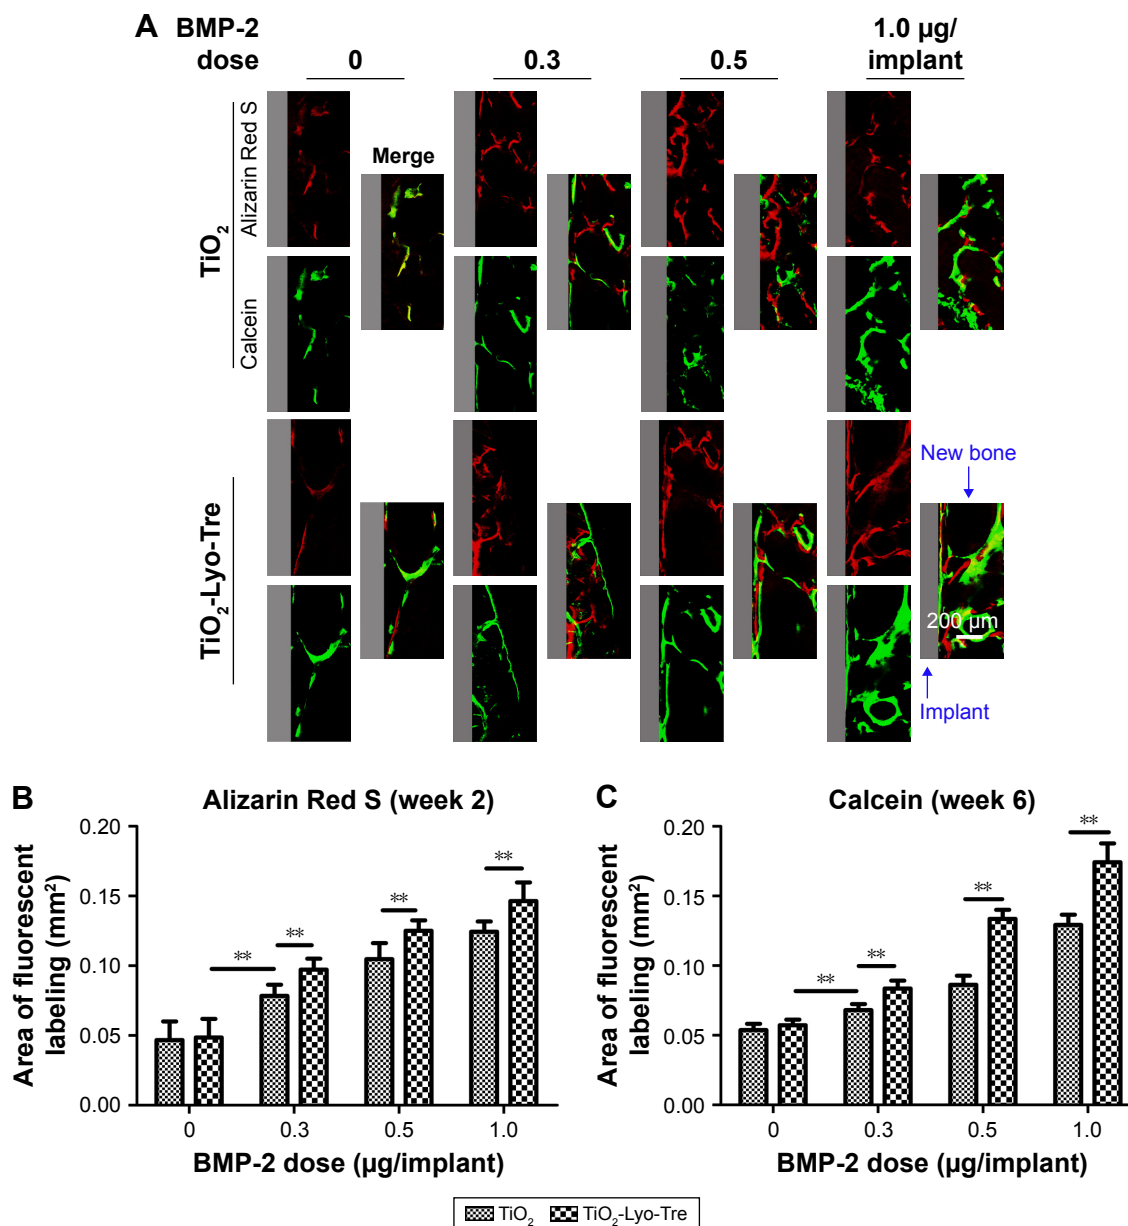 A BMP-2 dose
0
0.3
0.5
1.0 µg/implant
TiO₂
Alizarin Red S
Calcein
Merge
TiO₂-Lyo-Tre
New bone
200 µm
Implant
B
Alizarin Red S (week 2)
Area of fluorescent labeling (mm²)
0.20
0.15
0.10
0.05
0.00
**
**
**
**
0
0.3
0.5
1.0
BMP-2 dose (µg/implant)
C
Calcein (week 6)
Area of fluorescent labeling (mm²)
0.20
0.15
0.10
0.05
0.00
**
**
**
**
0
0.3
0.5
1.0
BMP-2 dose (µg/implant)
TiO₂
TiO₂-Lyo-Tre